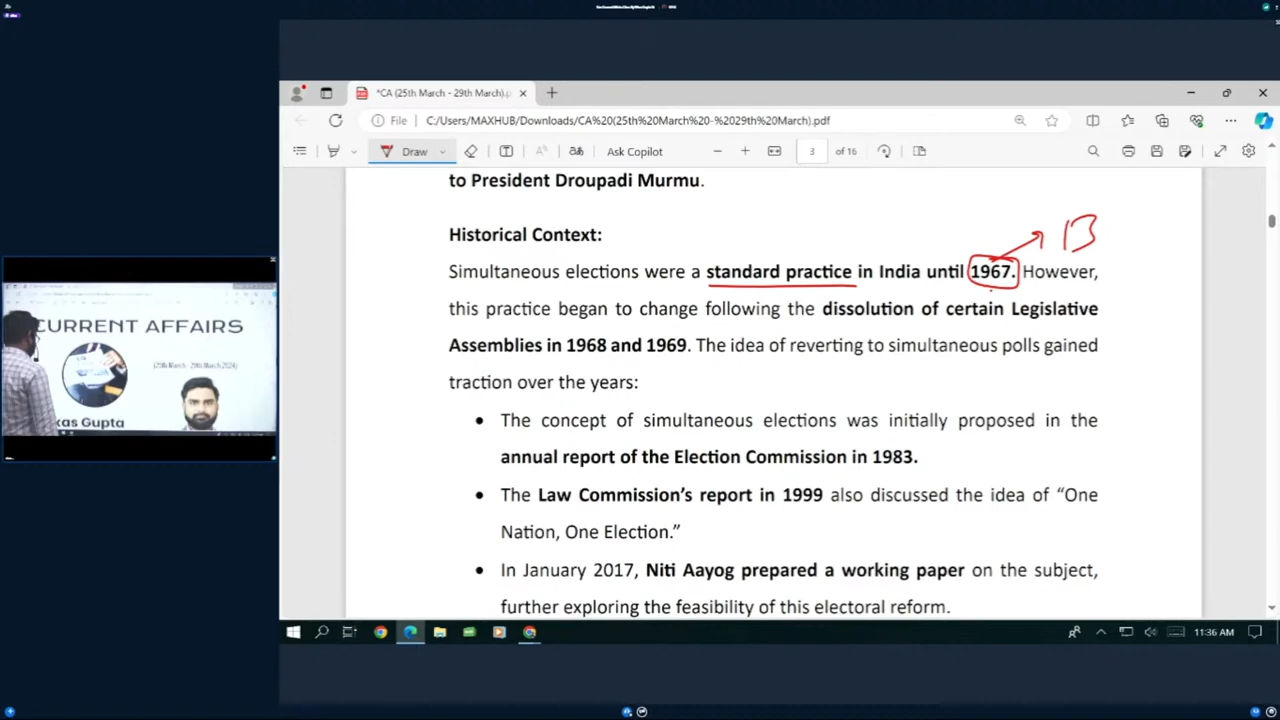 *CA (25th March - 29th March).p
File C:/Users/MAXHUB/Downloads/CA%20(25th%20March%20-%2029th%20March).pdf
Draw Ask Copilot 3 of 16
to President Droupadi Murmu.
13
Historical Context:
Simultaneous elections were a standard practice in India until 1967. However,
this practice began to change following the dissolution of certain Legislative
Assemblies in 1968 and 1969. The idea of reverting to simultaneous polls gained
traction over the years:
• The concept of simultaneous elections was initially proposed in the
annual report of the Election Commission in 1983.
• The Law Commission's report in 1999 also discussed the idea of “One
Nation, One Election.”
• In January 2017, Niti Aayog prepared a working paper on the subject,
further exploring the feasibility of this electoral reform.
CURRENT AFFAIRS
(25th March - 29th March 2024)
kas Gupta
11:36 AM